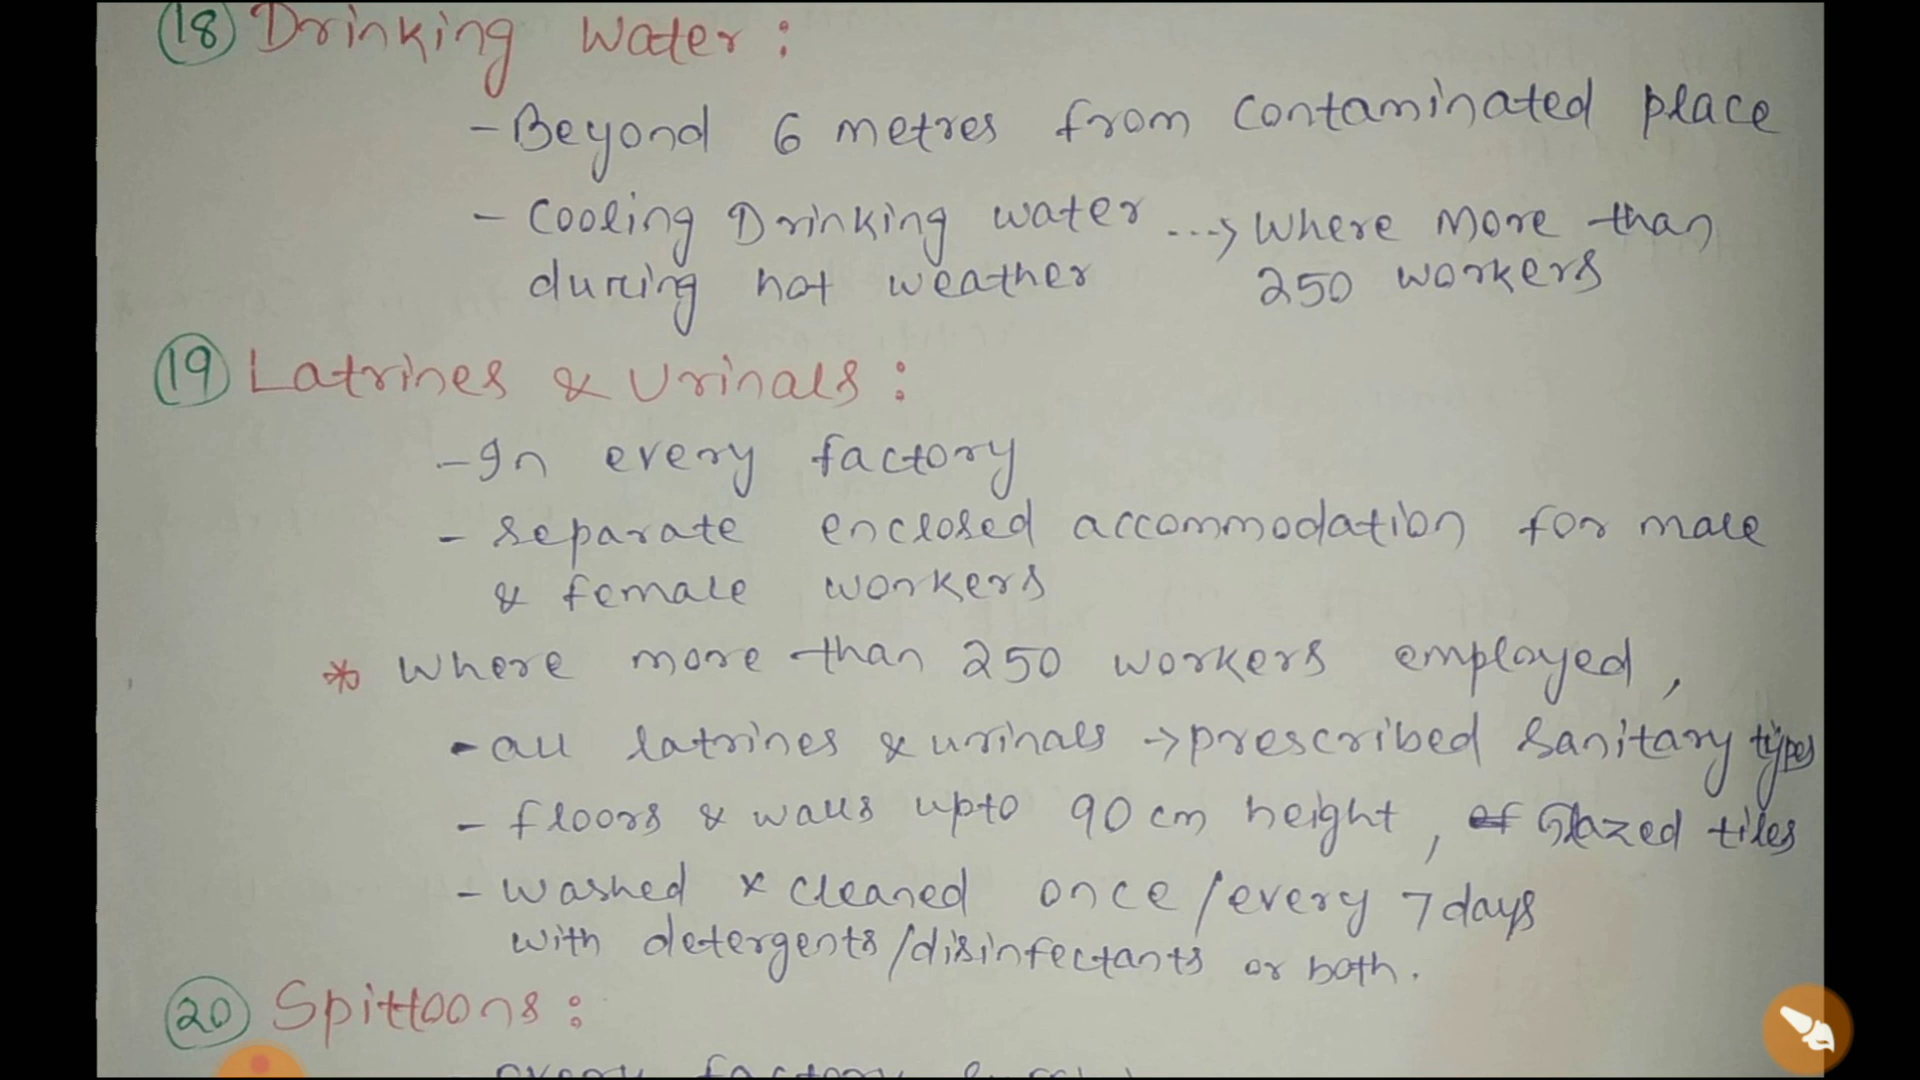 18 Drinking Water :
- Beyond 6 metres from contaminated place
- Cooling Drinking water ---> Where More than
during hot weather 250 workers
19 Latrines & Urinals :
- In every factory
- Separate enclosed accommodation for male
& female workers
* Where more than 250 workers employed,
- all latrines & urinals → prescribed sanitary types
- floors & walls upto 90 cm height, of Glazed tiles
- washed & cleaned once/every 7 days
with detergents/disinfectants or both.
20 Spittoons :
every factory